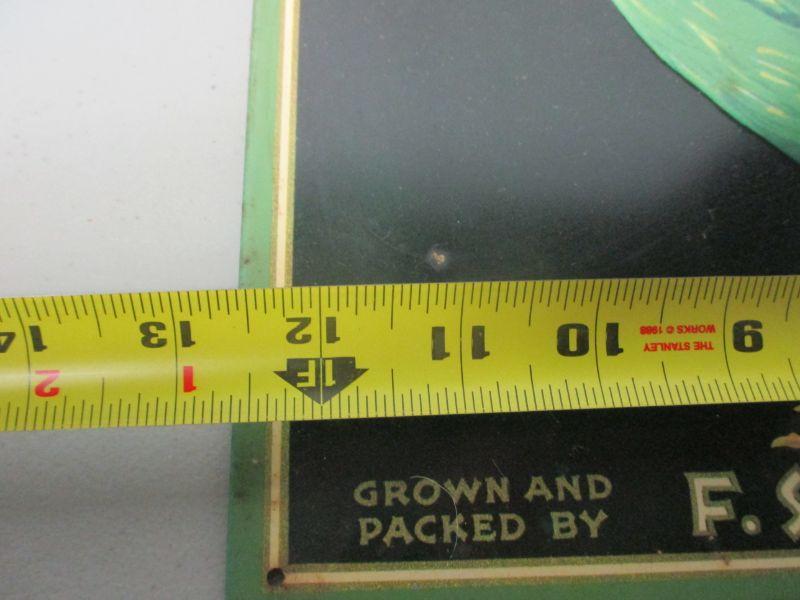 14 13 12 11 10 9
2 1 1F
THE STANLEY
WORKS © 1988
GROWN AND
PACKED BY
F.